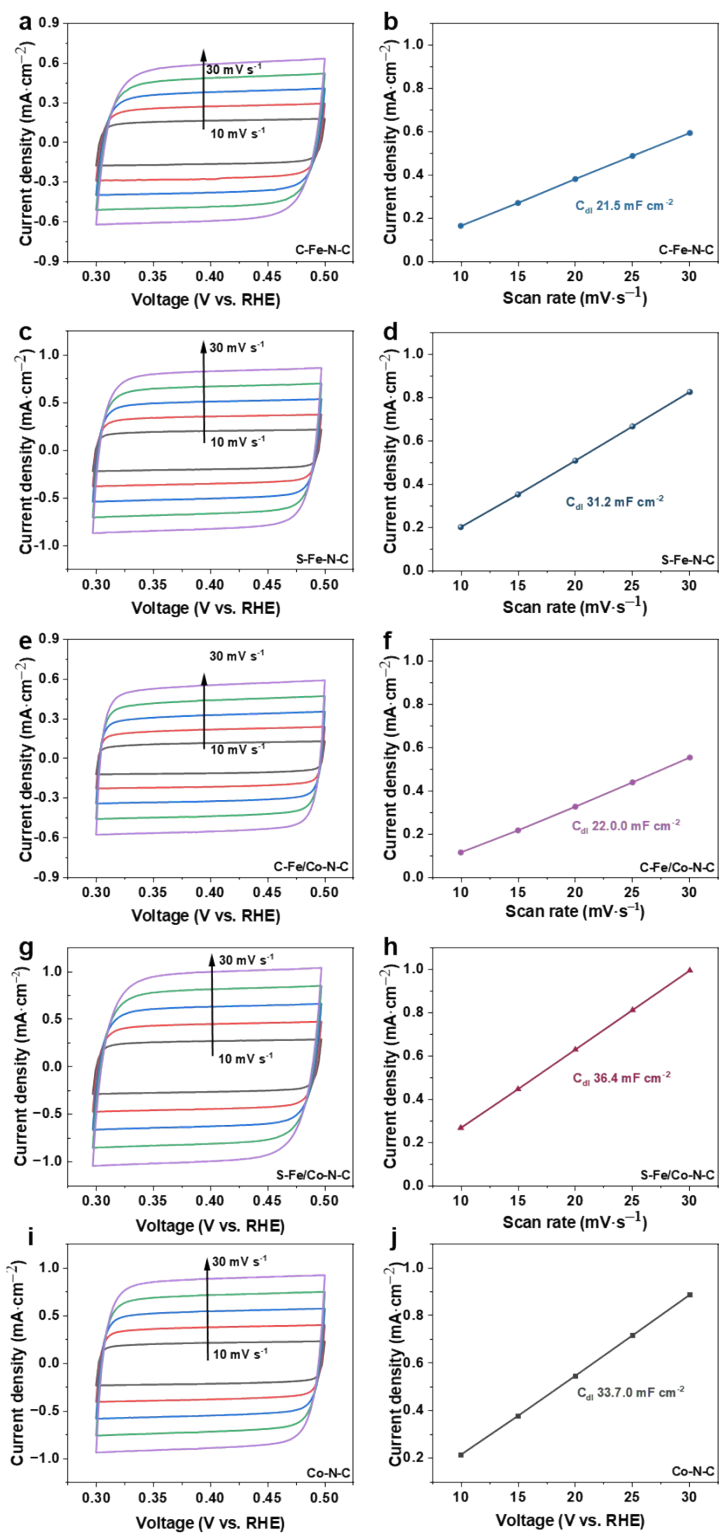 a
0.9
0.6
0.3
0.0
-0.3
-0.6
-0.9
Current density (mA·cm−2)
30 mV s-1
10 mV s-1
C-Fe-N-C
0.30 0.35 0.40 0.45 0.50
Voltage (V vs. RHE)
b
1.0
0.8
0.6
0.4
0.2
0.0
Current density (mA·cm−2)
Cdl 21.5 mF cm-2
C-Fe-N-C
10 15 20 25 30
Scan rate (mV·s−1)
c
1.0
0.5
0.0
-0.5
-1.0
Current density (mA·cm−2)
30 mV s-1
10 mV s-1
S-Fe-N-C
0.30 0.35 0.40 0.45 0.50
Voltage (V vs. RHE)
d
1.0
0.8
0.6
0.4
0.2
0.0
Current density (mA·cm−2)
Cdl 31.2 mF cm-2
S-Fe-N-C
10 15 20 25 30
Scan rate (mV·s−1)
e
0.9
0.6
0.3
0.0
-0.3
-0.6
-0.9
Current density (mA·cm−2)
30 mV s-1
10 mV s-1
C-Fe/Co-N-C
0.30 0.35 0.40 0.45 0.50
Voltage (V vs. RHE)
f
1.0
0.8
0.6
0.4
0.2
0.0
Current density (mA·cm−2)
Cdl 22.0.0 mF cm-2
C-Fe/Co-N-C
10 15 20 25 30
Scan rate (mV·s−1)
g
1.0
0.5
0.0
−0.5
−1.0
Current density (mA·cm−2)
30 mV s-1
10 mV s-1
S-Fe/Co-N-C
0.30 0.35 0.40 0.45 0.50
Voltage (V vs. RHE)
h
1.0
0.8
0.6
0.4
0.2
0.0
Current density (mA·cm−2)
Cdl 36.4 mF cm-2
S-Fe/Co-N-C
10 15 20 25 30
Scan rate (mV·s−1)
i
1.0
0.5
0.0
−0.5
−1.0
Current density (mA·cm−2)
30 mV s-1
10 mV s-1
Co-N-C
0.30 0.35 0.40 0.45 0.50
Voltage (V vs. RHE)
j
1.0
0.8
0.6
0.4
0.2
Current density (mA·cm−2)
Cdl 33.7.0 mF cm-2
Co-N-C
10 15 20 25 30
Voltage (V vs. RHE)